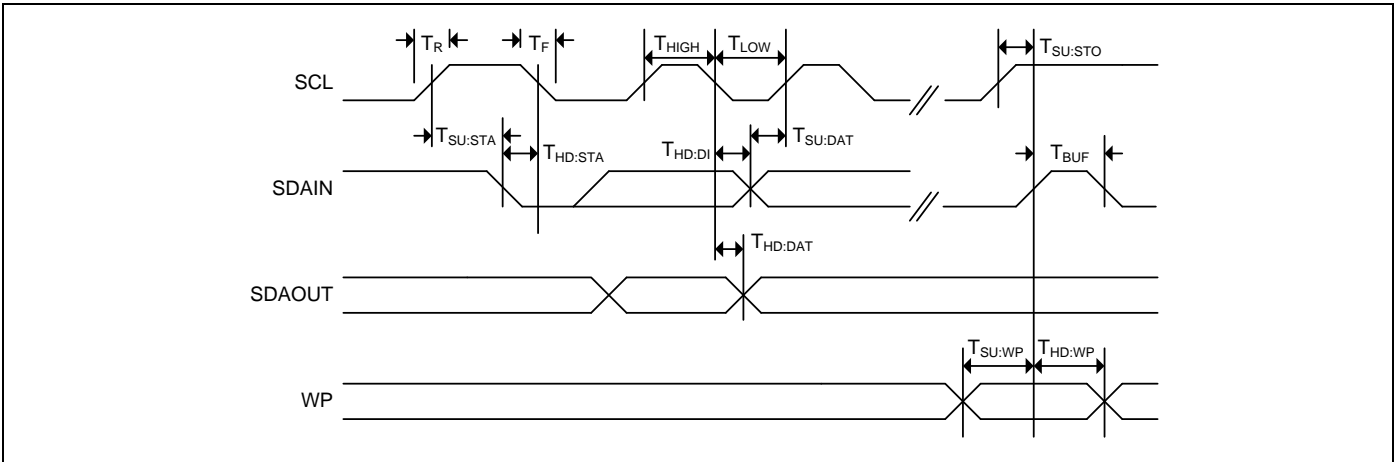 TR TF THIGH TLOW TSU:STO
SCL
TSU:STA THD:STA THD:DI TSU:DAT TBUF
SDAIN
THD:DAT
SDAOUT
TSU:WP THD:WP
WP